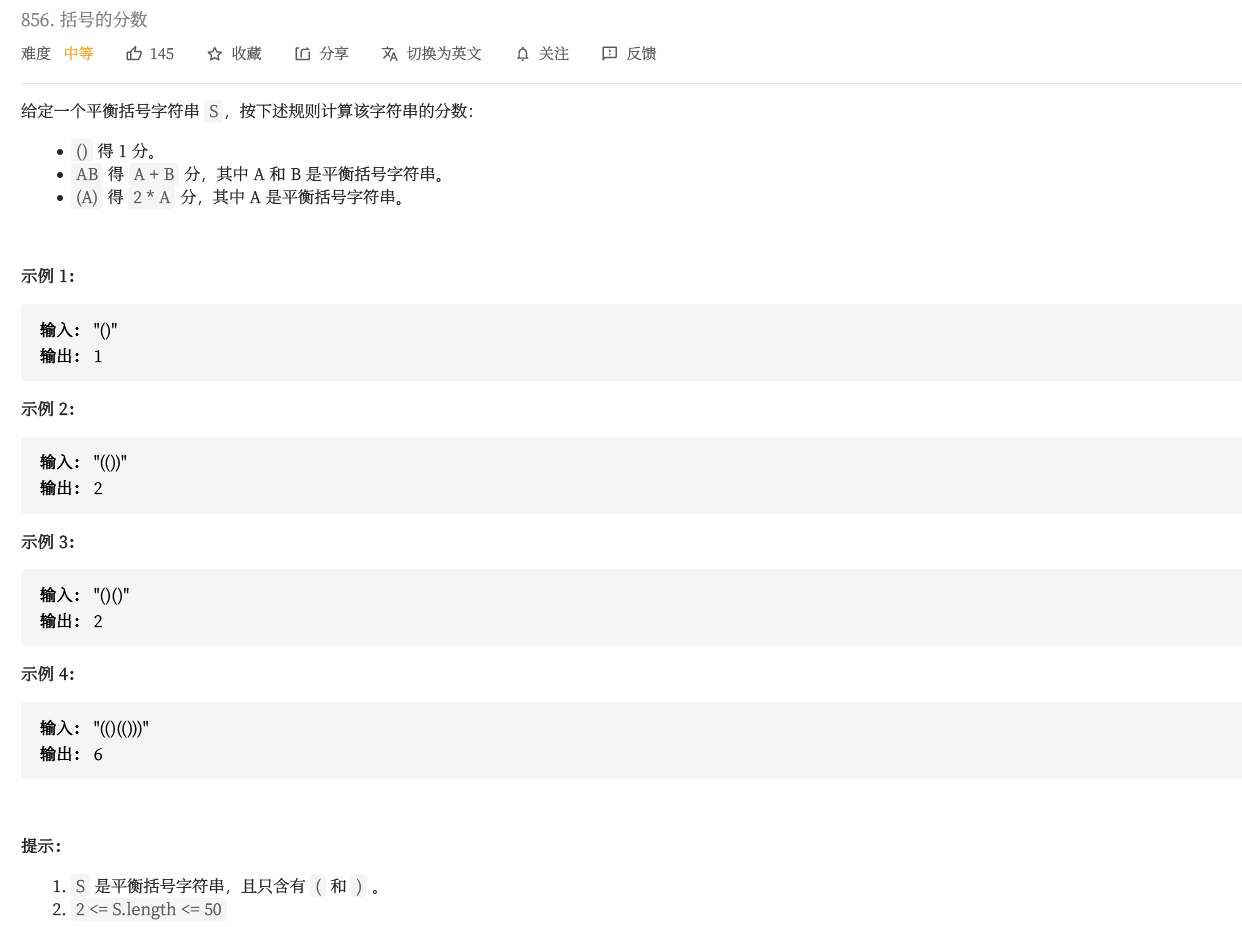 856. 括号的分数
难度 中等 145 收藏 分享 切换为英文 关注 反馈
给定一个平衡括号字符串 S，按下述规则计算该字符串的分数：
• () 得 1 分。
• AB 得 A + B 分，其中 A 和 B 是平衡括号字符串。
• (A) 得 2 * A 分，其中 A 是平衡括号字符串。
示例 1：
输入： "()"
输出： 1
示例 2：
输入： "(())"
输出： 2
示例 3：
输入： "()()"
输出： 2
示例 4：
输入： "(()(()))"
输出： 6
提示：
1. S 是平衡括号字符串，且只含有 ( 和 ) 。
2. 2 <= S.length <= 50